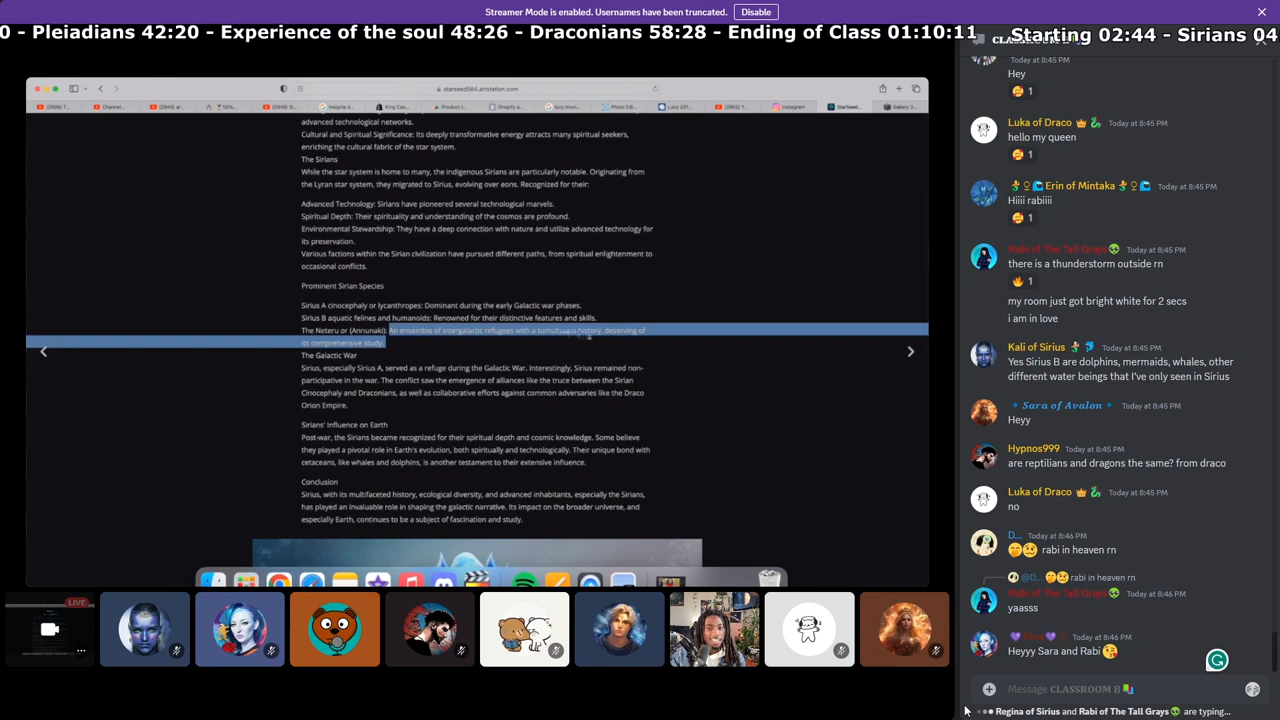 Streamer Mode is enabled. Usernames have been truncated. Disable
0 - Pleiadians 42:20 - Experience of the soul 48:26 - Draconians 58:28 - Ending of Class 01:10:11
Starting 02:44 - Sirians 04
starseed584.artstation.com
advanced technological networks.
Cultural and Spiritual Significance: Its deeply transformative energy attracts many spiritual seekers,
enriching the cultural fabric of the star system.
The Sirians
While the star system is home to many, the indigenous Sirians are particularly notable. Originating from
the Lyran star system, they migrated to Sirius, evolving over eons. Recognized for their:
Advanced Technology: Sirians have pioneered several technological marvels.
Spiritual Depth: Their spirituality and understanding of the cosmos are profound.
Environmental Stewardship: They have a deep connection with nature and utilize advanced technology for
its preservation.
Various factions within the Sirian civilization have pursued different paths, from spiritual enlightenment to
occasional conflicts.
Prominent Sirian Species
Sirius A cinocephaly or lycanthropes: Dominant during the early Galactic war phases.
Sirius B aquatic felines and humanoids: Renowned for their distinctive features and skills.
The Neteru or (Annunaki): An ensemble of intergalactic refugees with a tumultuous history, deserving of
its comprehensive study.
The Galactic War
Sirius, especially Sirius A, served as a refuge during the Galactic War. Interestingly, Sirius remained non-
participative in the war. The conflict saw the emergence of alliances like the truce between the Sirian
Cinocephaly and Draconians, as well as collaborative efforts against common adversaries like the Draco
Orion Empire.
Sirians' Influence on Earth
Post-war, the Sirians became recognized for their spiritual depth and cosmic knowledge. Some believe
they played a pivotal role in Earth's evolution, both spiritually and technologically. Their unique bond with
cetaceans, like whales and dolphins, is another testament to their extensive influence.
Conclusion
Sirius, with its multifaceted history, ecological diversity, and advanced inhabitants, especially the Sirians,
has played an invaluable role in shaping the galactic narrative. Its impact on the broader universe, and
especially Earth, continues to be a subject of fascination and study.
LIVE
Today at 8:45 PM
Hey
1
Luka of Draco Today at 8:45 PM
hello my queen
1
Erin of Mintaka Today at 8:45 PM
Hiiii rabiii
1
Rabi of The Tall Grays Today at 8:45 PM
there is a thunderstorm outside rn
1
my room just got bright white for 2 secs
i am in love
Kali of Sirius Today at 8:45 PM
Yes Sirius B are dolphins, mermaids, whales, other
different water beings that I've only seen in Sirius
Sara of Avalon Today at 8:45 PM
Heyy
Hypnos999 Today at 8:45 PM
are reptilians and dragons the same? from draco
Luka of Draco Today at 8:45 PM
no
D... Today at 8:46 PM
rabi in heaven rn
@D... rabi in heaven rn
Rabi of The Tall Grays Today at 8:46 PM
yaasss
Today at 8:46 PM
Heyyy Sara and Rabi
Message CLASSROOM B
Regina of Sirius and Rabi of The Tall Grays are typing...